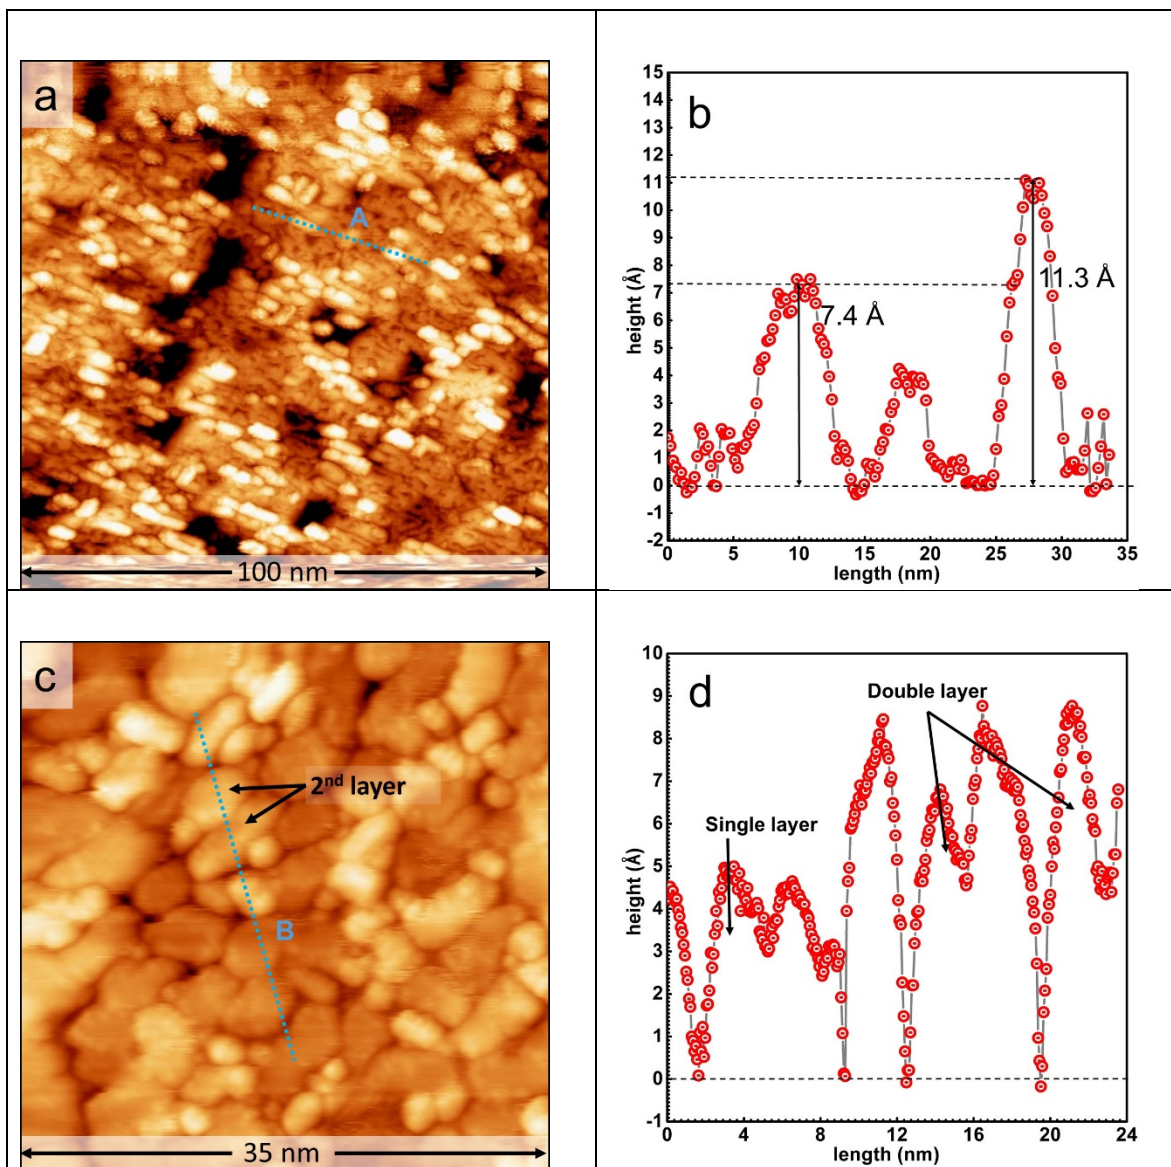 a
A
100 nm
b
15
14
13
12
11
10
9
8
7
6
5
4
3
2
1
0
-1
-2
height (Å)
7.4 Å
11.3 Å
0 5 10 15 20 25 30 35
length (nm)
c
2nd layer
B
35 nm
d
10
9
8
7
6
5
4
3
2
1
0
-1
height (Å)
Double layer
Single layer
0 4 8 12 16 20 24
length (nm)